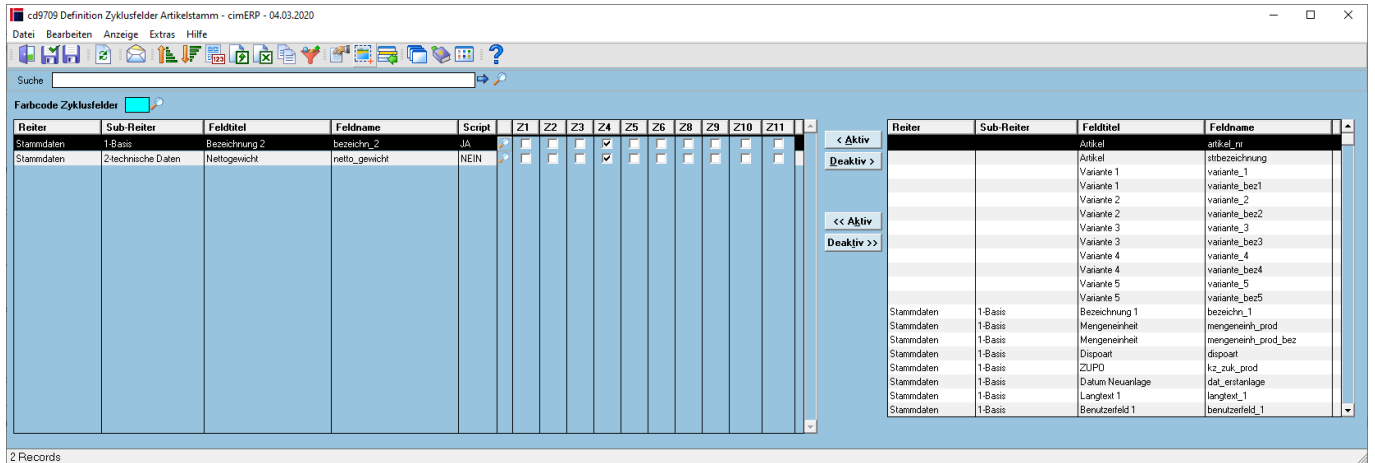 cd9709 Definition Zyklusfelder Artikelstamm - cimERP - 04.03.2020
Datei Bearbeiten Anzeige Extras Hilfe
123
Suche
Farbcode Zyklusfelder
Reiter Sub-Reiter Feldtitel Feldname Script Z1 Z2 Z3 Z4 Z5 Z6 Z8 Z9 Z10 Z11
Stammdaten 1-Basis Bezeichnung 2 bezeichn_2 JA
Stammdaten 2-technische Daten Nettogewicht netto_gewicht NEIN
< Aktiv
Deaktiv >
<< Aktiv
Deaktiv >>
Reiter Sub-Reiter Feldtitel Feldname
Artikel artikel_nr
Artikel strbezeichnung
Variante 1 variante_1
Variante 1 variante_bez1
Variante 2 variante_2
Variante 2 variante_bez2
Variante 3 variante_3
Variante 3 variante_bez3
Variante 4 variante_4
Variante 4 variante_bez4
Variante 5 variante_5
Variante 5 variante_bez5
Stammdaten 1-Basis Bezeichnung 1 bezeichn_1
Stammdaten 1-Basis Mengeneinheit mengeneinh_prod
Stammdaten 1-Basis Mengeneinheit mengeneinh_prod_bez
Stammdaten 1-Basis Dispoart dispoart
Stammdaten 1-Basis ZUPO kz_zuk_prod
Stammdaten 1-Basis Datum Neuanlage dat_erstanlage
Stammdaten 1-Basis Langtext 1 langtext_1
Stammdaten 1-Basis Benutzerfeld 1 benutzerfeld_1
2 Records